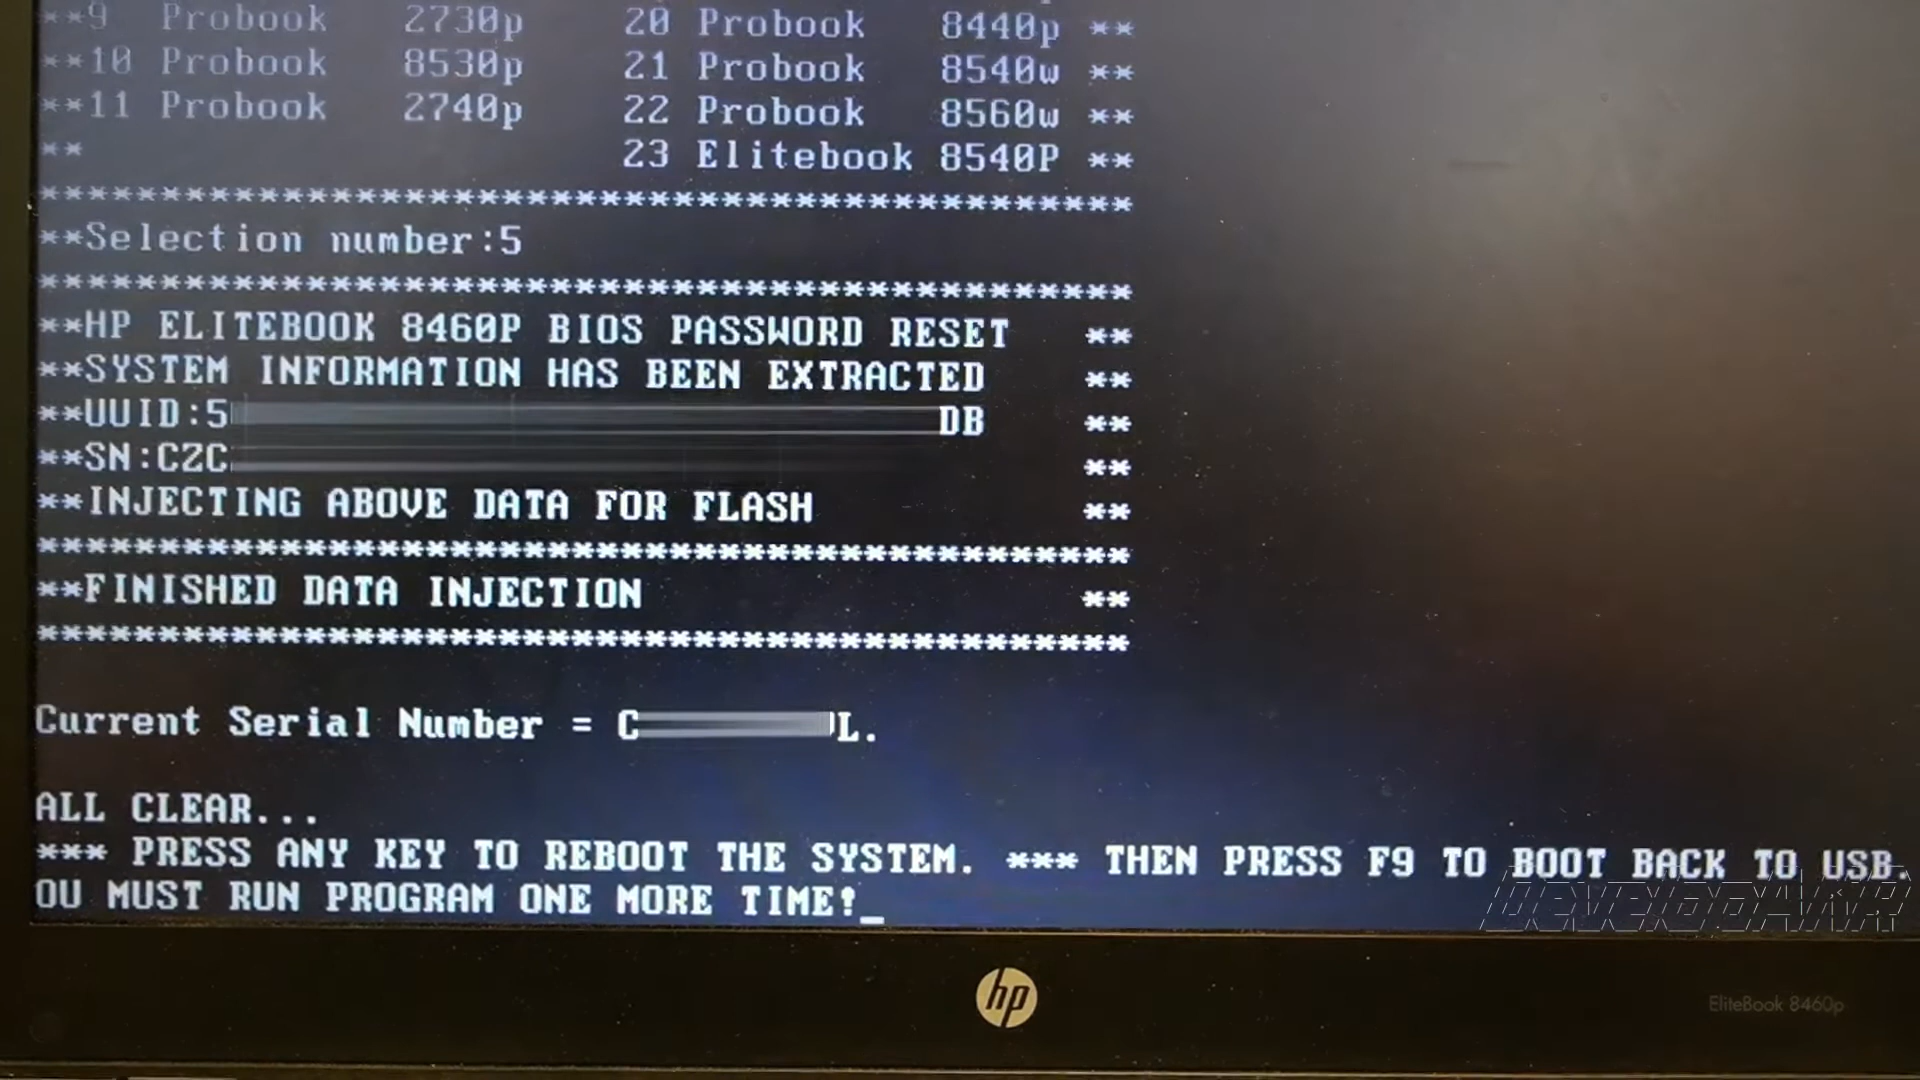 **9 Probook 2730p 20 Probook 8440p **
**10 Probook 8530p 21 Probook 8540w **
**11 Probook 2740p 22 Probook 8560w **
** 23 Elitebook 8540P **
*********************************************
**Selection number:5
*********************************************
**HP ELITEBOOK 8460P BIOS PASSWORD RESET **
**SYSTEM INFORMATION HAS BEEN EXTRACTED **
**UUID:5 DB **
**SN:CZC **
**INJECTING ABOVE DATA FOR FLASH **
*********************************************
**FINISHED DATA INJECTION **
*********************************************
Current Serial Number = C L.
ALL CLEAR...
*** PRESS ANY KEY TO REBOOT THE SYSTEM. *** THEN PRESS F9 TO BOOT BACK TO USB.
OU MUST RUN PROGRAM ONE MORE TIME!_
hp
EliteBook 8460p